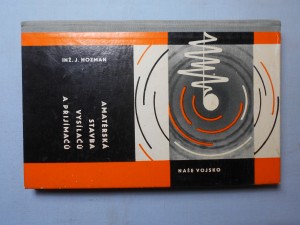 INŽ. J. HOZMAN
AMATÉRSKÁ
STAVBA
VYSÍLAČŮ
A PŘIJÍMAČŮ
NAŠE VOJSKO